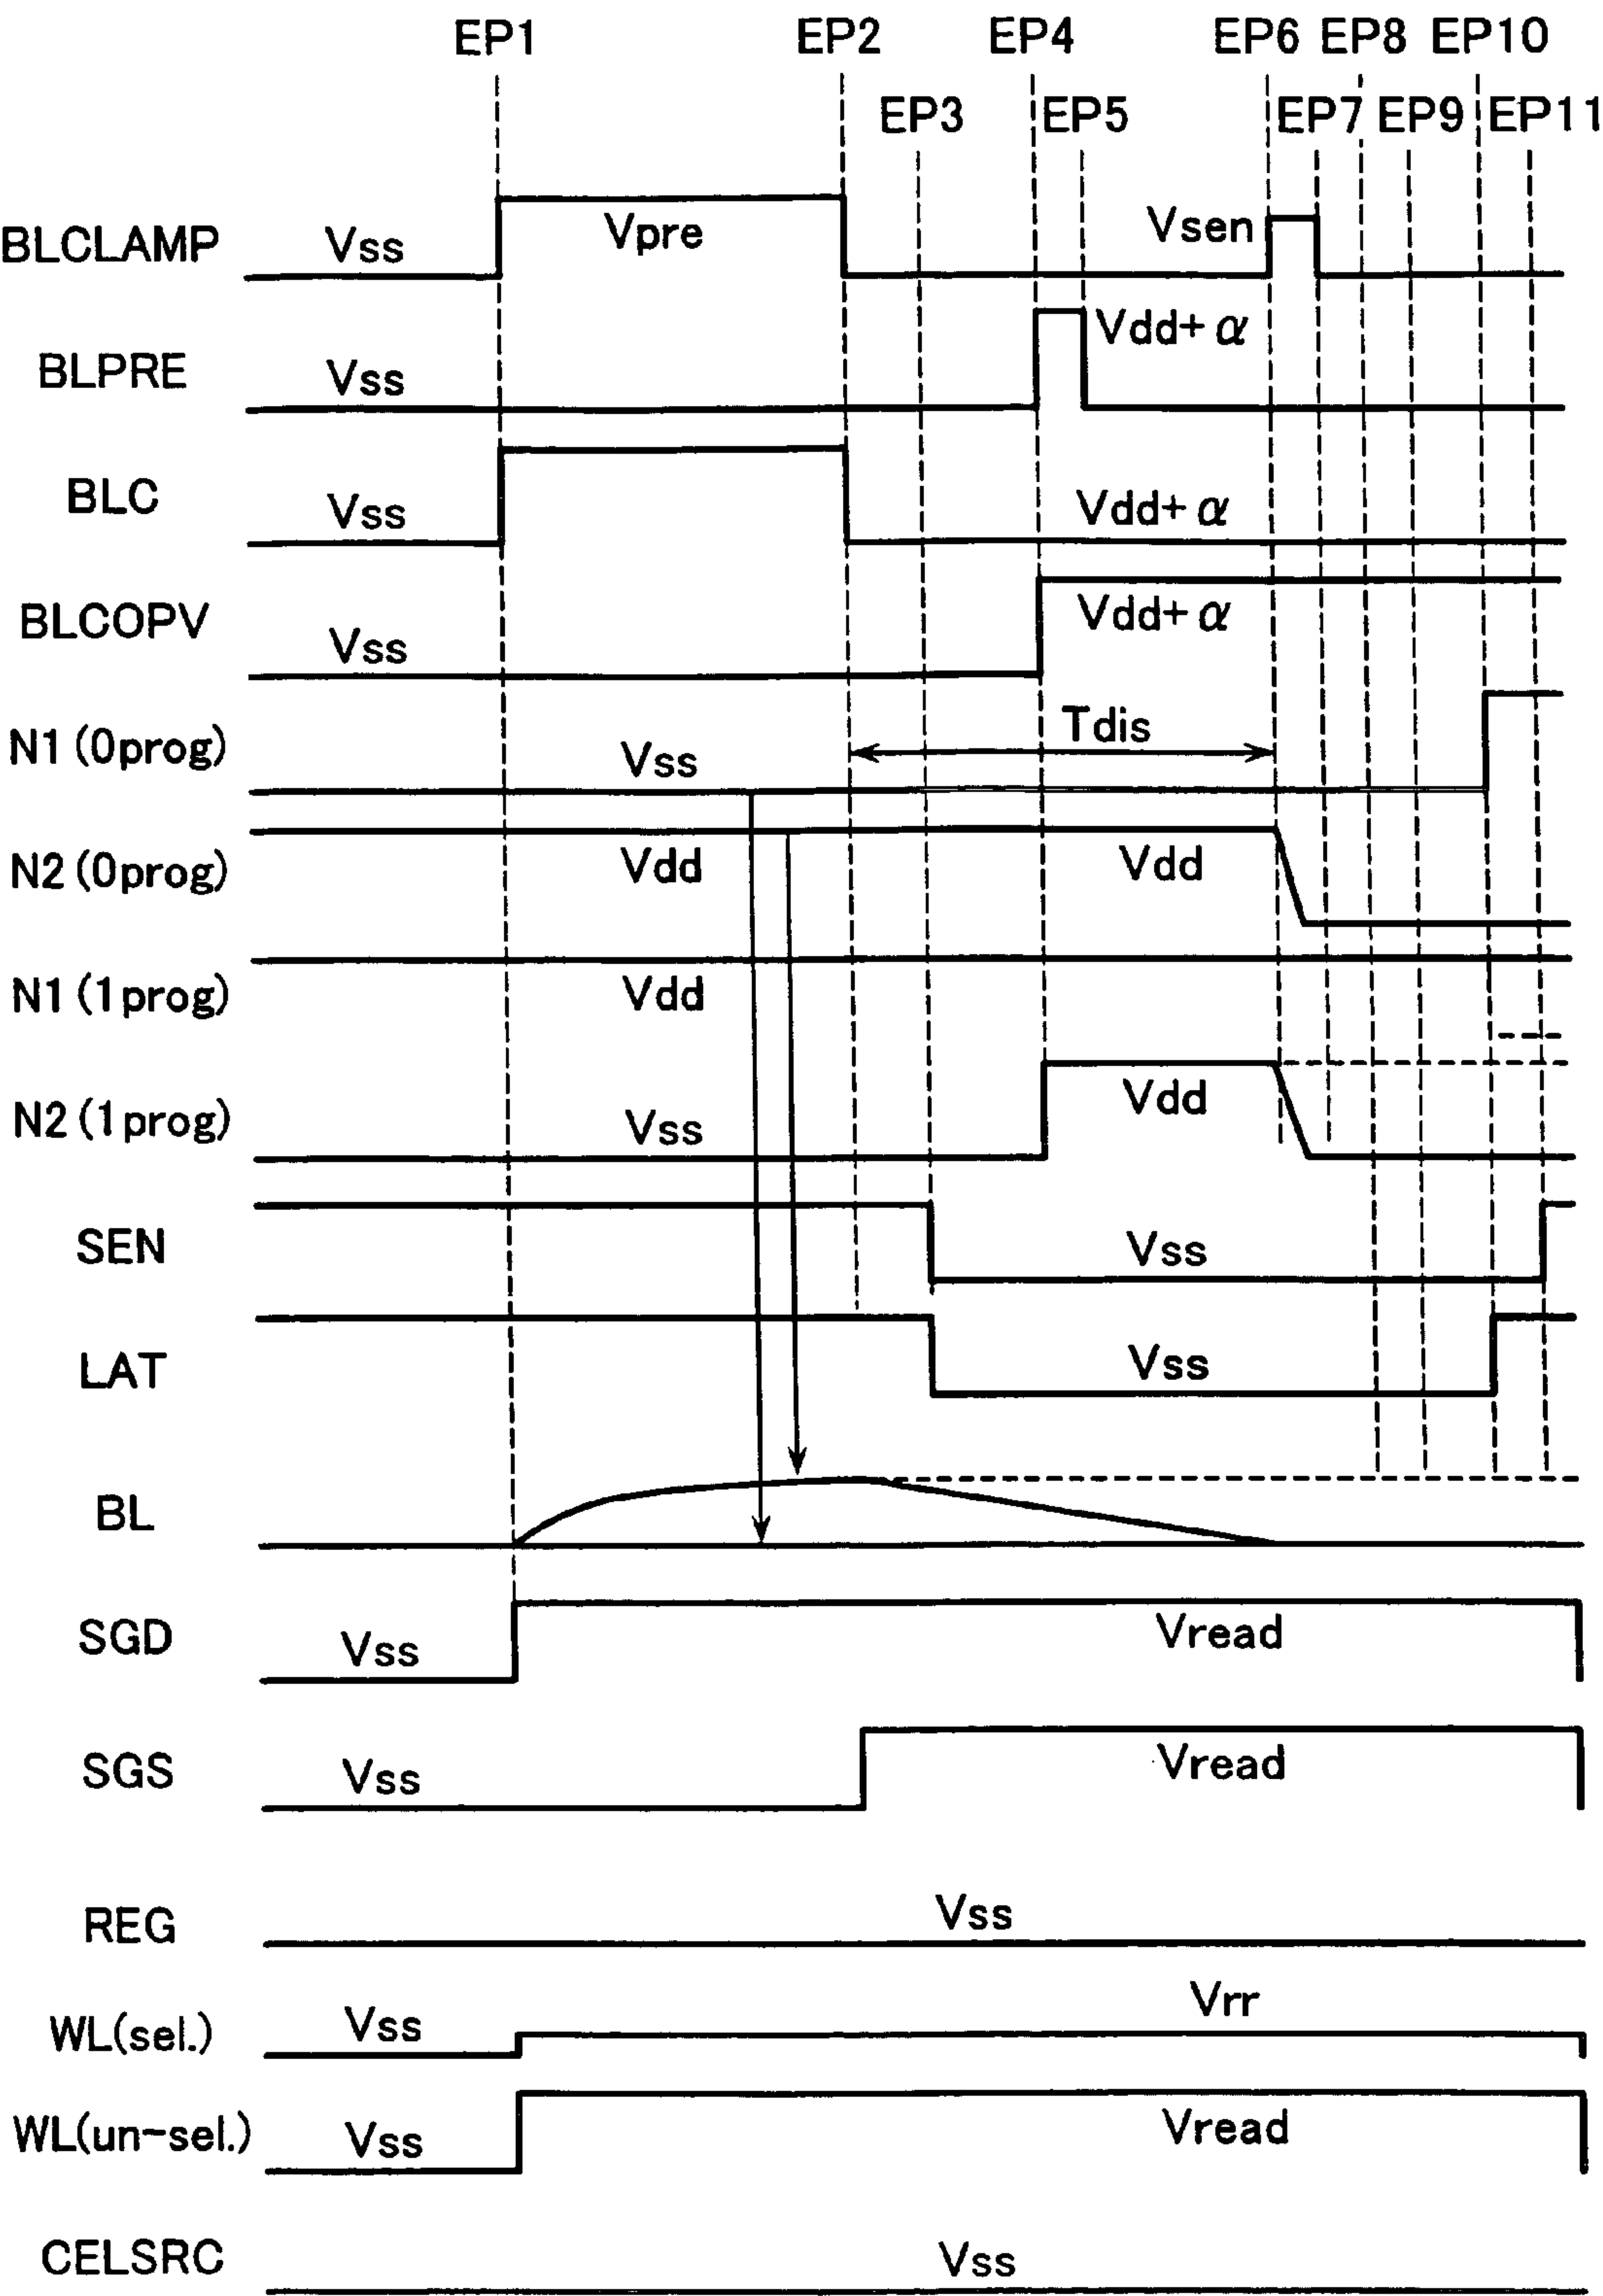 EP1 EP2 EP4 EP6 EP8 EP10
EP3 EP5 EP7 EP9 EP11
BLCLAMP Vss Vpre Vsen
BLPRE Vss Vdd+α
BLC Vss Vdd+α
BLCOPV Vss Vdd+α
N1(0prog) Vss Tdis
N2(0prog) Vdd Vdd
N1(1prog) Vdd
N2(1prog) Vss Vdd
SEN Vss
LAT Vss
BL
SGD Vss Vread
SGS Vss Vread
REG Vss
WL(sel.) Vss Vrr
WL(un-sel.) Vss Vread
CELSRC Vss